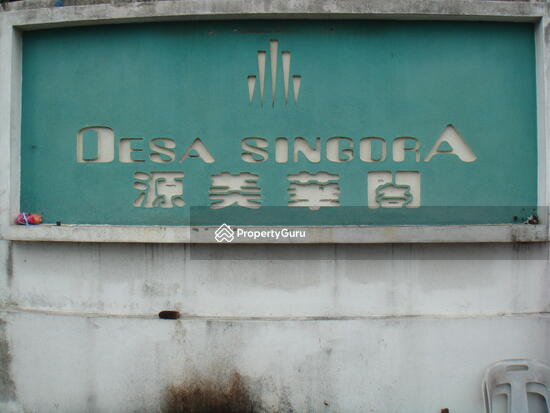 DESA SINGORA
源美華閣
PropertyGuru